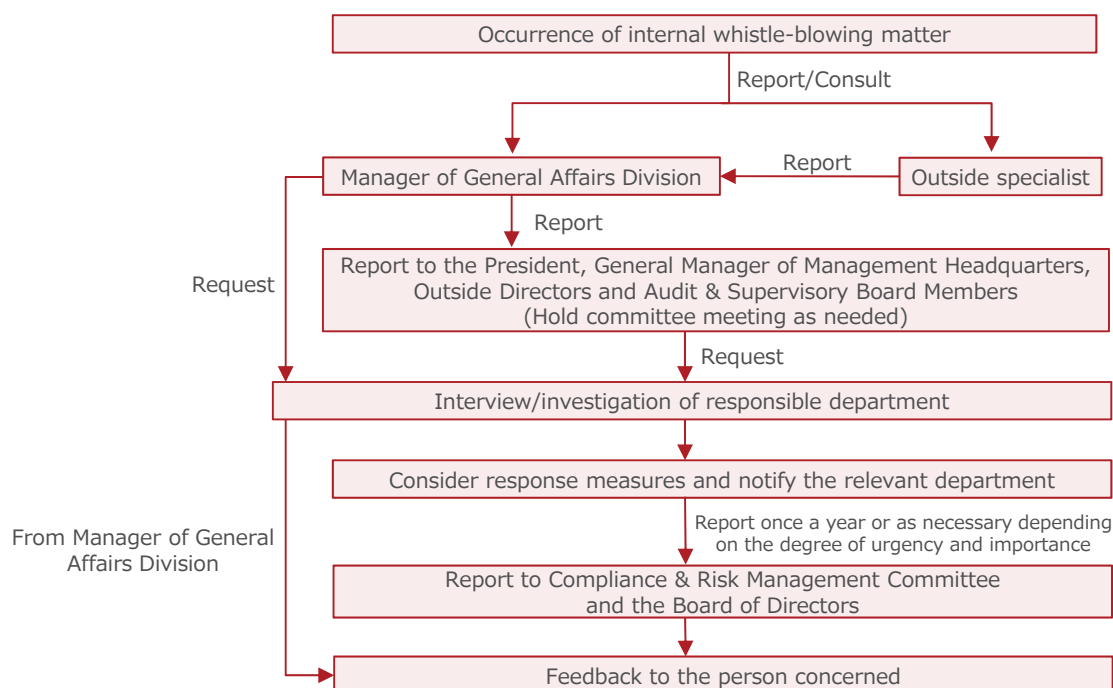 Occurrence of internal whistle-blowing matter
Report/Consult
Manager of General Affairs Division
Report
Outside specialist
Report
Report to the President, General Manager of Management Headquarters,
Outside Directors and Audit & Supervisory Board Members
(Hold committee meeting as needed)
Request
Request
Interview/investigation of responsible department
Consider response measures and notify the relevant department
Report once a year or as necessary depending
on the degree of urgency and importance
From Manager of General
Affairs Division
Report to Compliance & Risk Management Committee
and the Board of Directors
Feedback to the person concerned